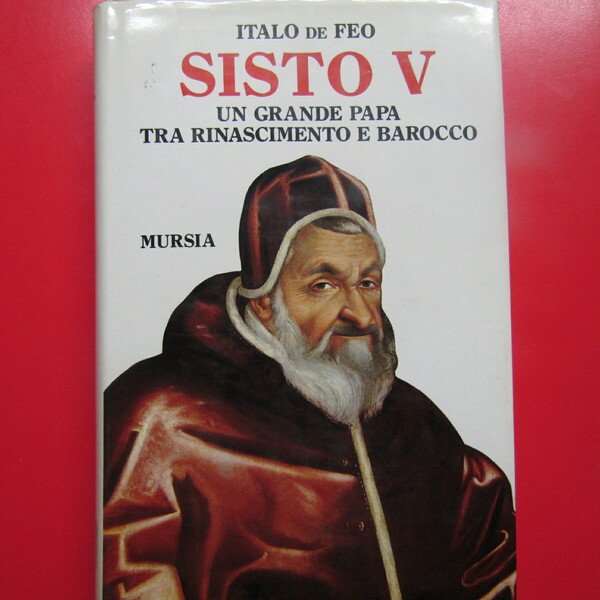 ITALO DE FEO
SISTO V
UN GRANDE PAPA
TRA RINASCIMENTO E BAROCCO
MURSIA